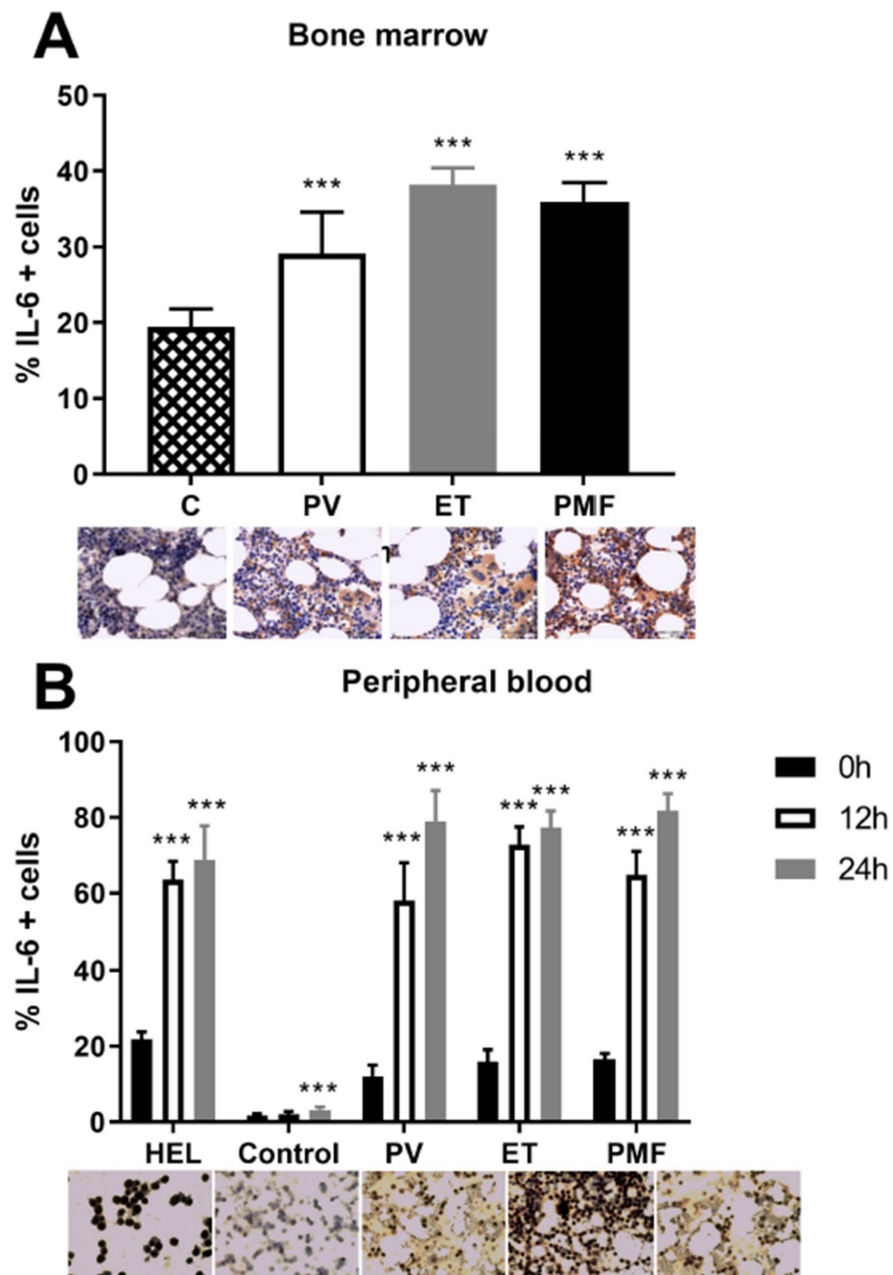 A
Bone marrow
% IL-6 + cells
50
40
30
20
10
0
***
***
***
C PV ET PMF
B
Peripheral blood
% IL-6 + cells
100
80
60
40
20
0
*** ***
***
*** ***
*** ***
*** ***
HEL Control PV ET PMF
0h
12h
24h